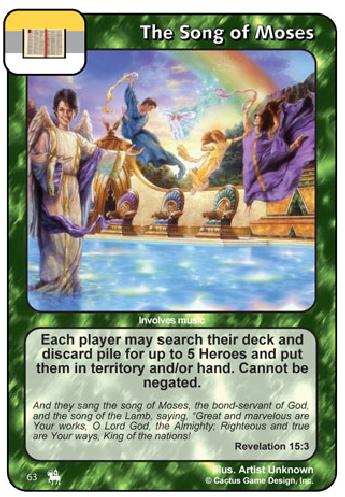 The Song of Moses
Involves music
Each player may search their deck and
discard pile for up to 5 Heroes and put
them in territory and/or hand. Cannot be
negated.
And they sang the song of Moses, the bond-servant of God,
and the song of the Lamb, saying, "Great and marvelous are
Your works, O Lord God, the Almighty; Righteous and true
are Your ways, King of the nations!
Revelation 15:3
63
Illus. Artist Unknown
© Cactus Game Design, Inc.